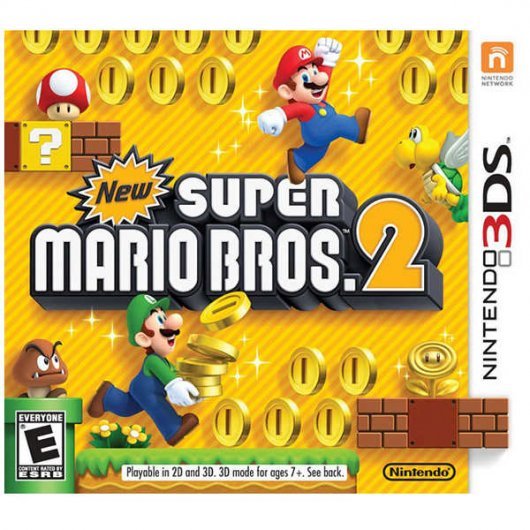 NINTENDO
NETWORK
?
New
SUPER
MARIO BROS. 2
NINTENDO 3DS™
EVERYONE
E
CONTENT RATED BY
ESRB
Playable in 2D and 3D. 3D mode for ages 7+. See back.
Nintendo